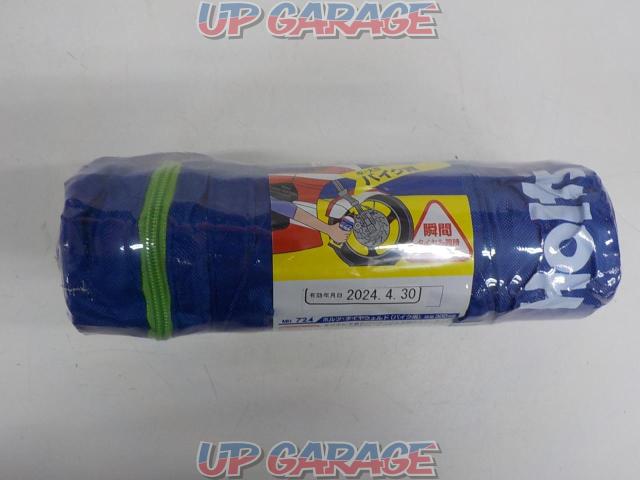 UP GARAGE
バイク用
瞬間
Holts
有効年月日 2024.4.30
MH 724 ホルツ・タイヤウェルド(バイク用)
UP GARAGE